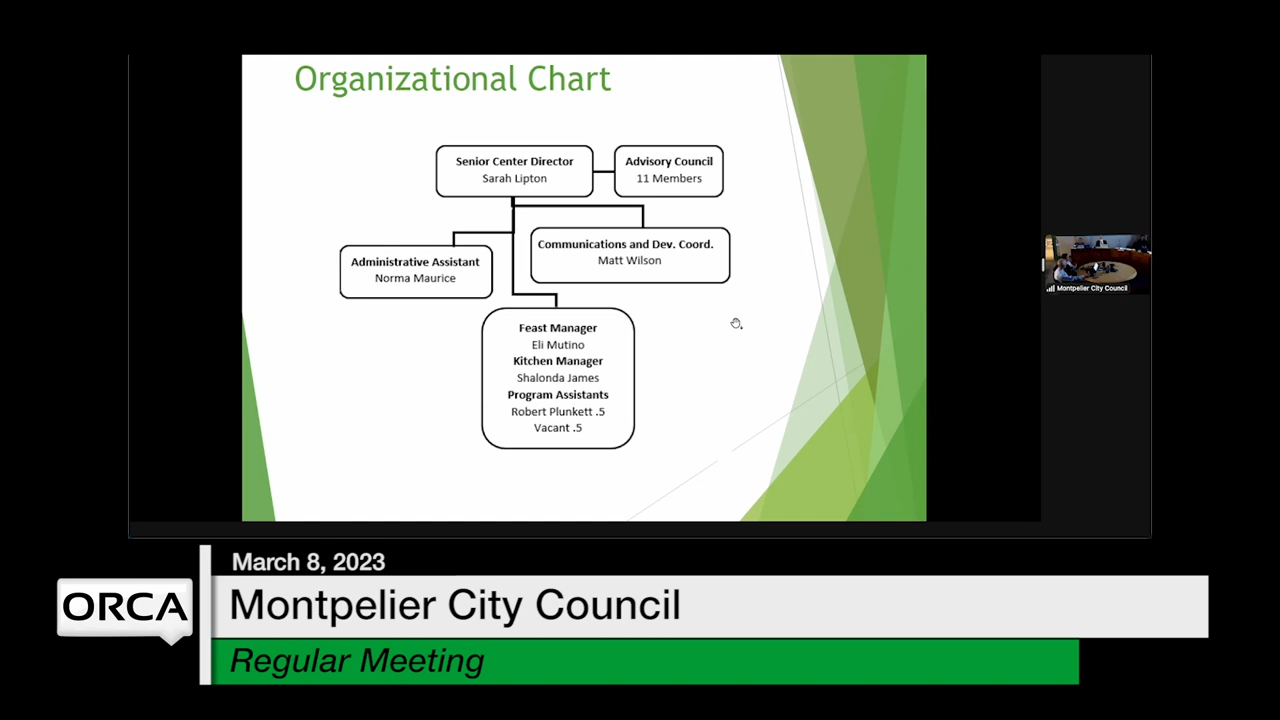 Organizational Chart
Senior Center Director
Sarah Lipton
Advisory Council
11 Members
Administrative Assistant
Norma Maurice
Communications and Dev. Coord.
Matt Wilson
Feast Manager
Eli Mutino
Kitchen Manager
Shalonda James
Program Assistants
Robert Plunkett .5
Vacant .5
Montpelier City Council
March 8, 2023
ORCA
Montpelier City Council
Regular Meeting